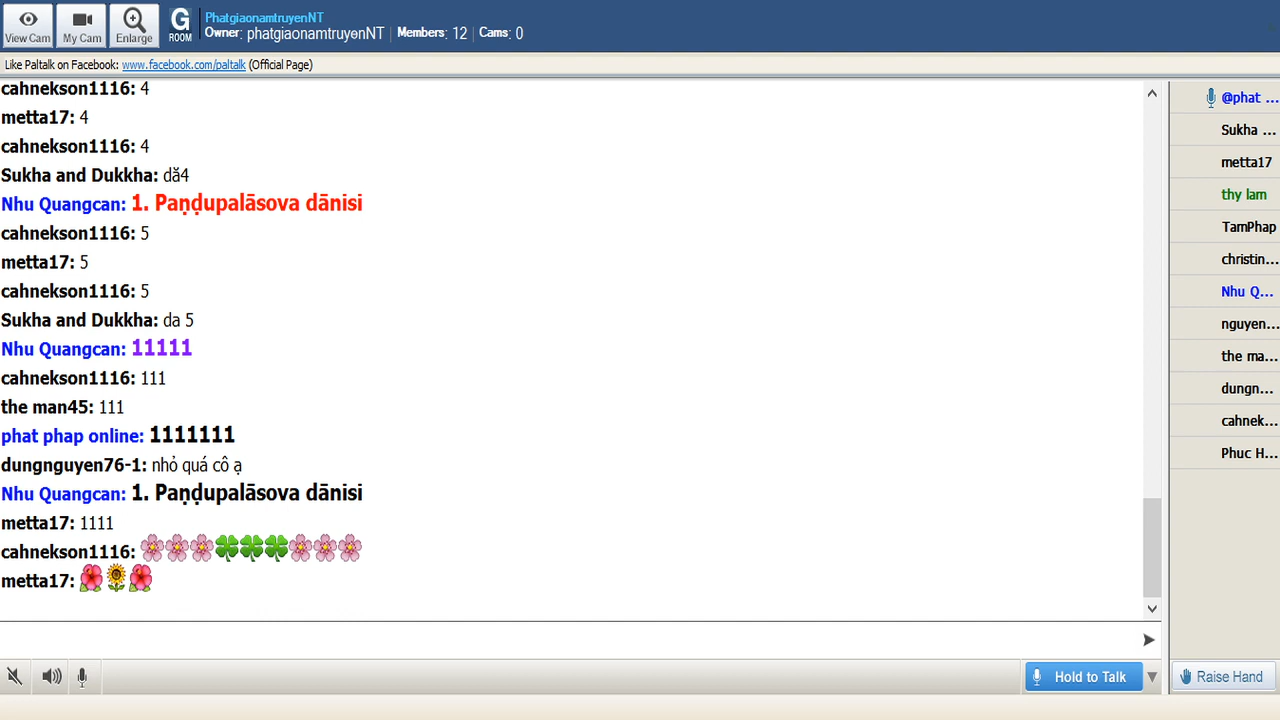 View Cam
My Cam
Enlarge
G
ROOM
PhatgiaonamtruyenNT
Owner: phatgiaonamtruyenNT | Members: 12 | Cams: 0
Like Paltalk on Facebook: www.facebook.com/paltalk (Official Page)
cahnekson1116: 4
metta17: 4
cahnekson1116: 4
Sukha and Dukkha: dă4
Nhu Quangcan: 1. Paṇḍupalāsova dānisi
cahnekson1116: 5
metta17: 5
cahnekson1116: 5
Sukha and Dukkha: da 5
Nhu Quangcan: 11111
cahnekson1116: 111
the man45: 111
phat phap online: 1111111
dungnguyen76-1: nhỏ quá cô ạ
Nhu Quangcan: 1. Paṇḍupalāsova dānisi
metta17: 1111
cahnekson1116:
metta17:
@phat ...
Sukha ...
metta17
thy lam
TamPhap
christin...
Nhu Q...
nguyen...
the ma...
dungn...
cahnek...
Phuc H...
Hold to Talk
Raise Hand